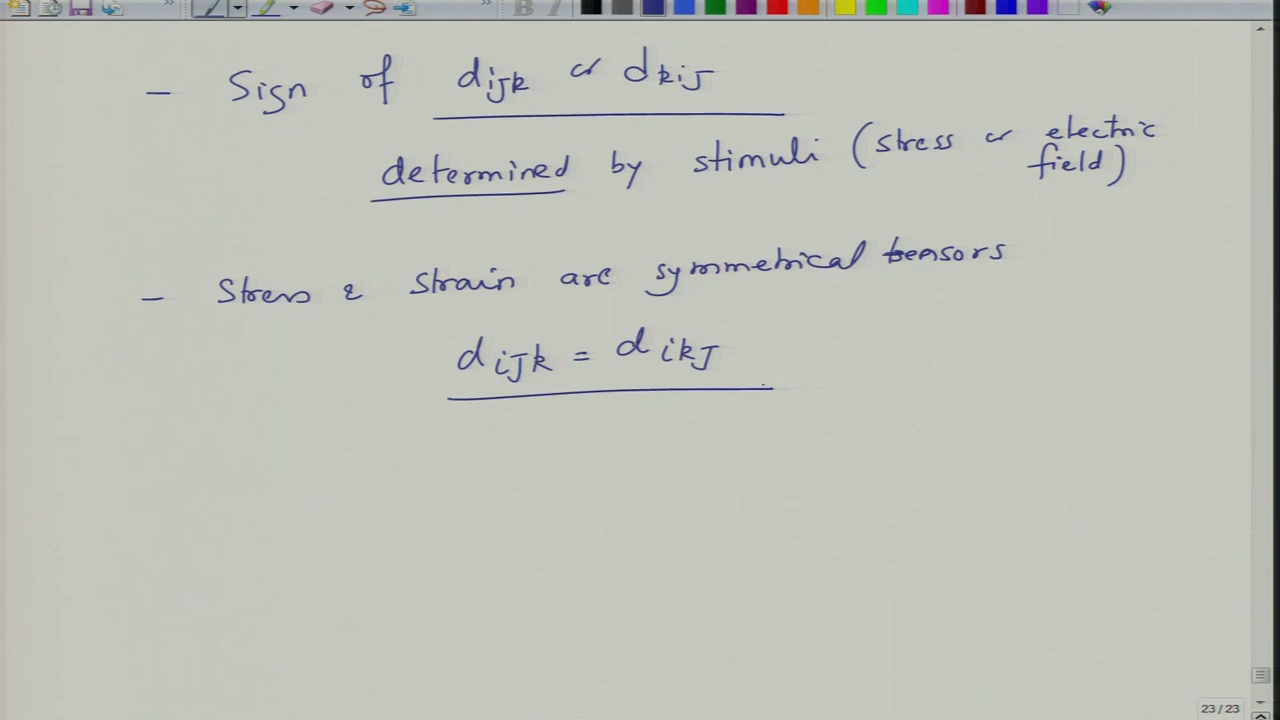 - Sign of dijk or dkij
determined by stimuli (stress or electric
field)
- Stress & strain are symmetrical tensors
dijk = dikj
23/23